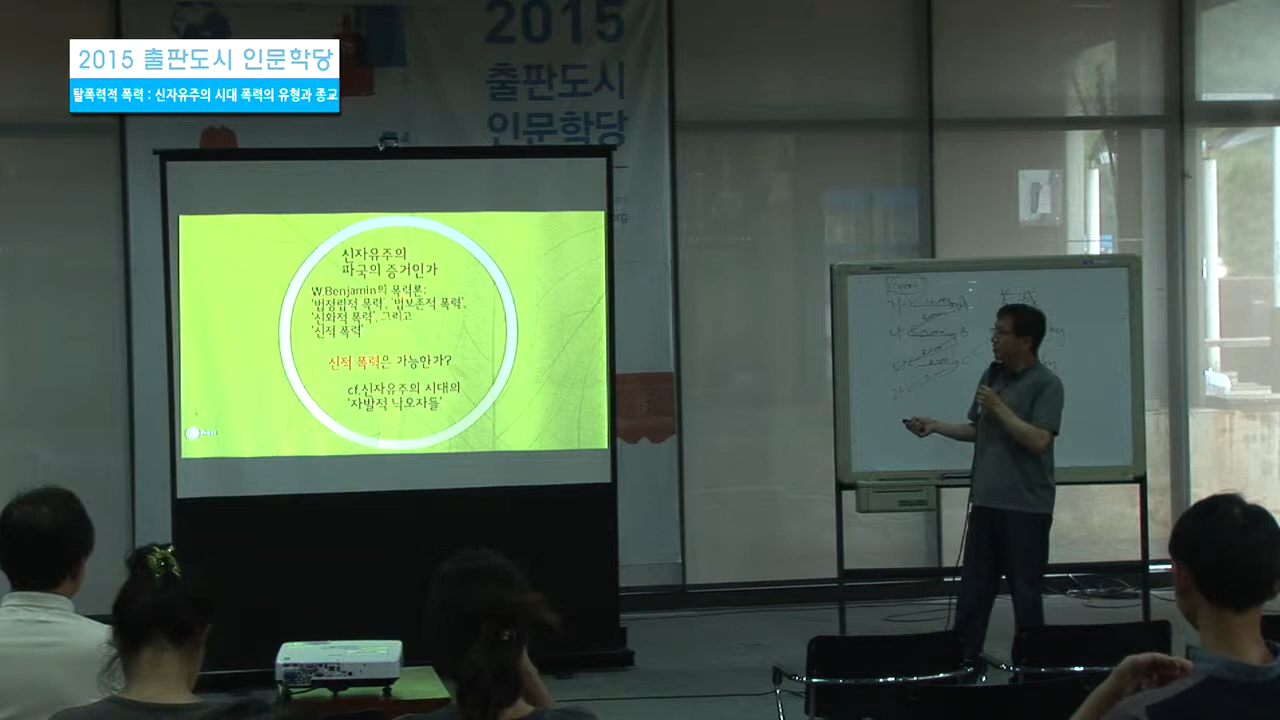 2015 출판도시 인문학당
탈폭력적 폭력 : 신자유주의 시대 폭력의 유형과 종교
2015
출판도시
인문학당
신자유주의
파국의 증거인가
W.Benjamin의 폭력론:
'법정립적 폭력', '법보존적 폭력',
'신화적 폭력', 그리고
'신적 폭력'
신적 폭력은 가능한가?
cf.신자유주의 시대의
'자발적 낙오자들'